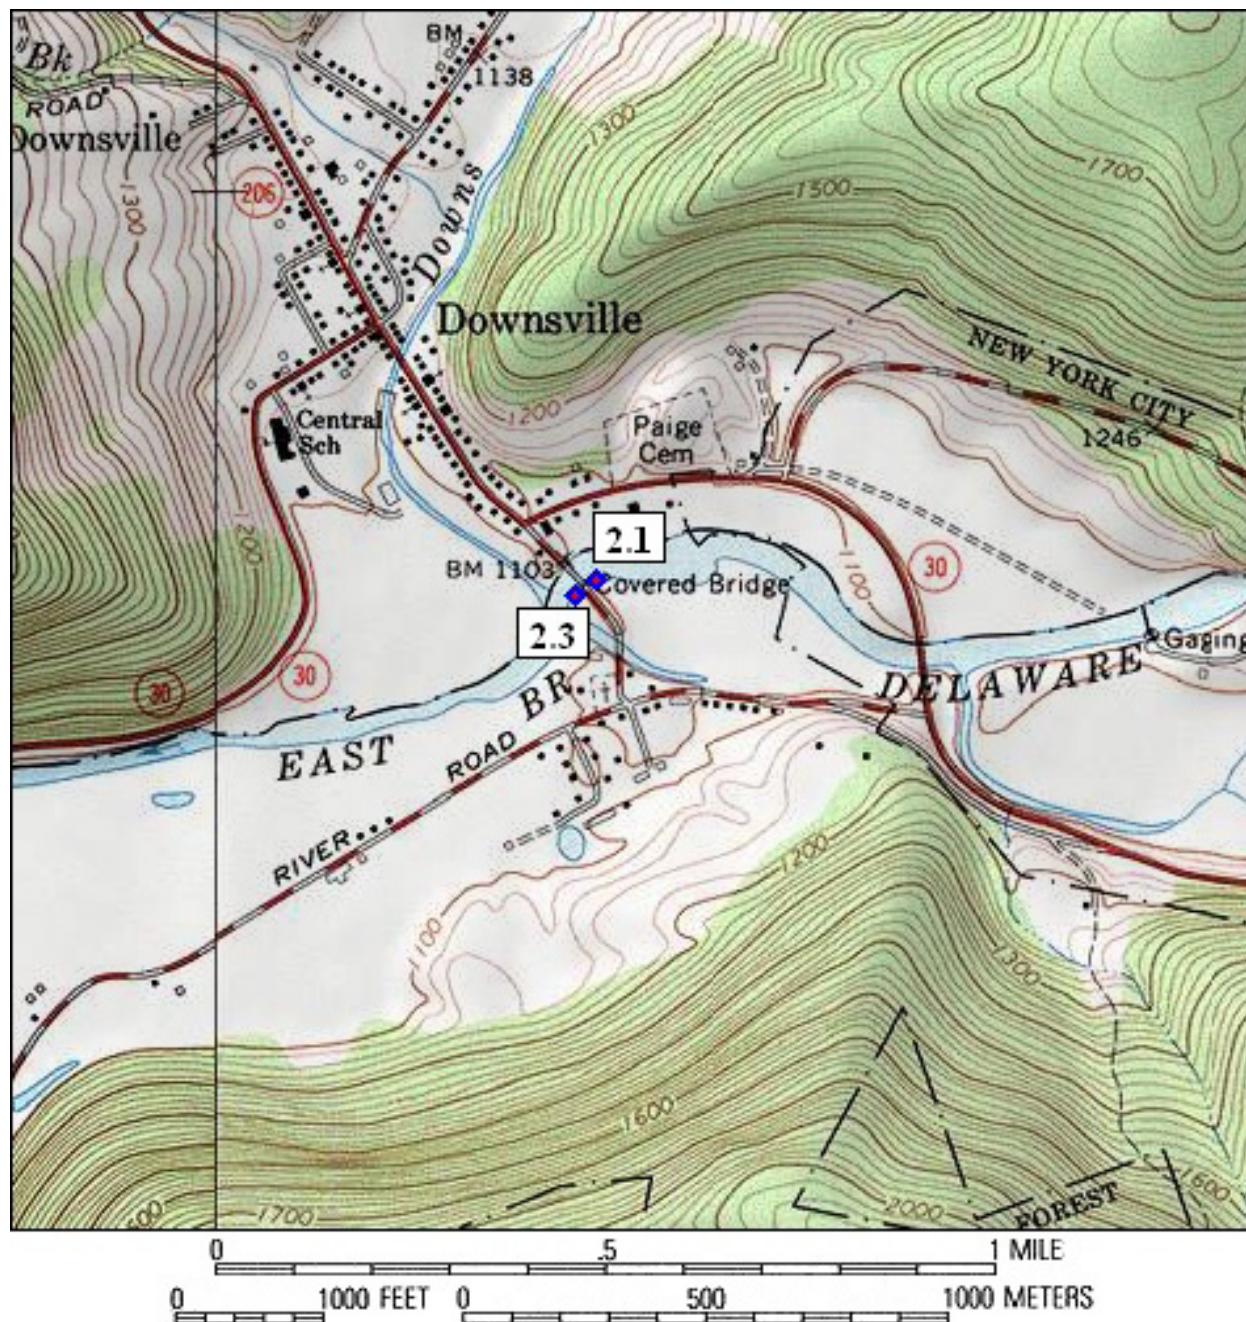 BM
Bk
1138
ROAD
Downsville
1300
1300
1700
1500
206
Downs
Downsville
NEW YORK CITY
1200
Central
Sch
Paige
Cem
1246
1200
2.1
BM 1103
Covered Bridge
1100
30
2.3
Gaging
30
30
EAST BR DELAWARE
RIVER ROAD
1200
1100
1300
1600
1600
2000
FOREST
1700
600
0 .5 1 MILE
0 1000 FEET 0 500 1000 METERS